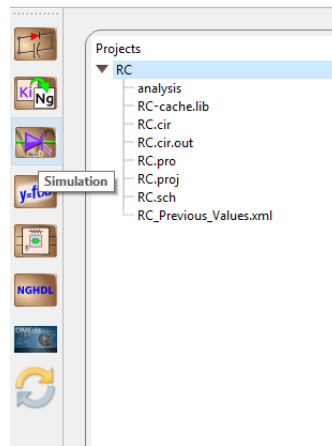 Projects
RC
analysis
RC-cache.lib
RC.cir
RC.cir.out
RC.pro
RC.proj
RC.sch
RC_Previous_Values.xml
Ki
Ng
Simulation
NGHDL
OMEdit